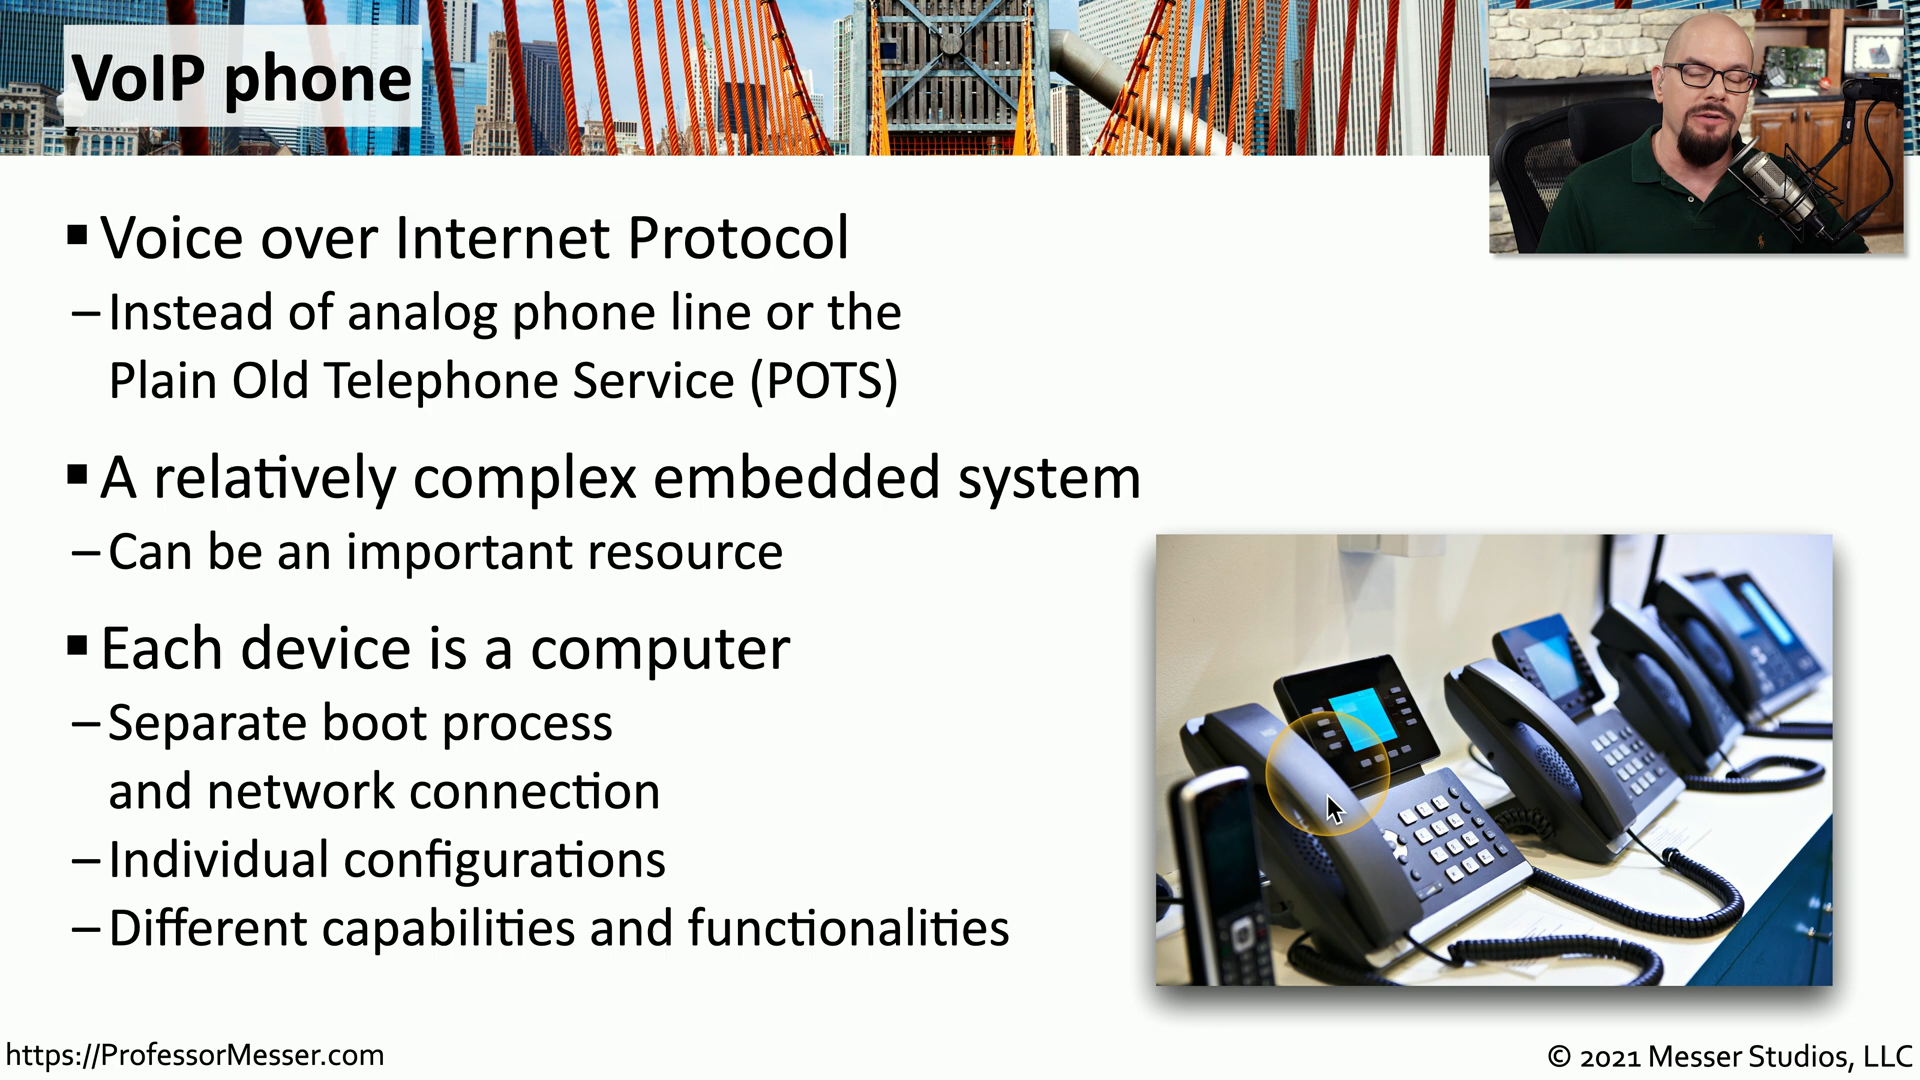 VoIP phone
▪ Voice over Internet Protocol
– Instead of analog phone line or the
Plain Old Telephone Service (POTS)
▪ A relatively complex embedded system
– Can be an important resource
▪ Each device is a computer
– Separate boot process
and network connection
– Individual configurations
– Different capabilities and functionalities
https://ProfessorMesser.com
© 2021 Messer Studios, LLC